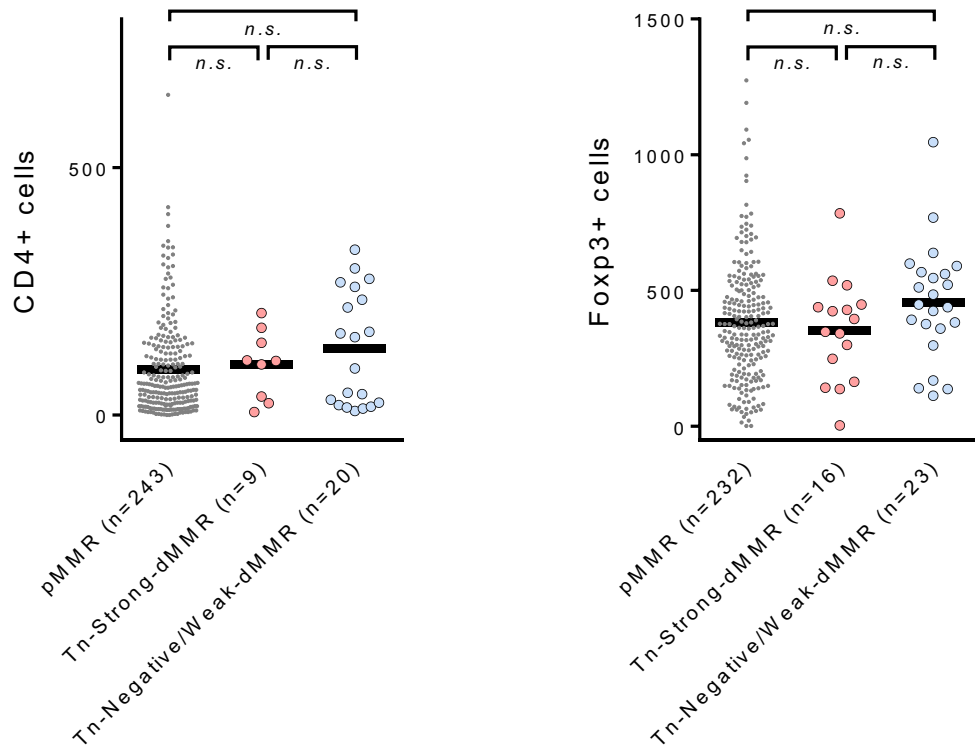 n.s.
n.s. n.s.
CD4+ cells
500
0
pMMR (n=243)
Tn-Strong-dMMR (n=9)
Tn-Negative/Weak-dMMR (n=20)
1500
n.s.
n.s. n.s.
Foxp3+ cells
1000
500
0
pMMR (n=232)
Tn-Strong-dMMR (n=16)
Tn-Negative/Weak-dMMR (n=23)